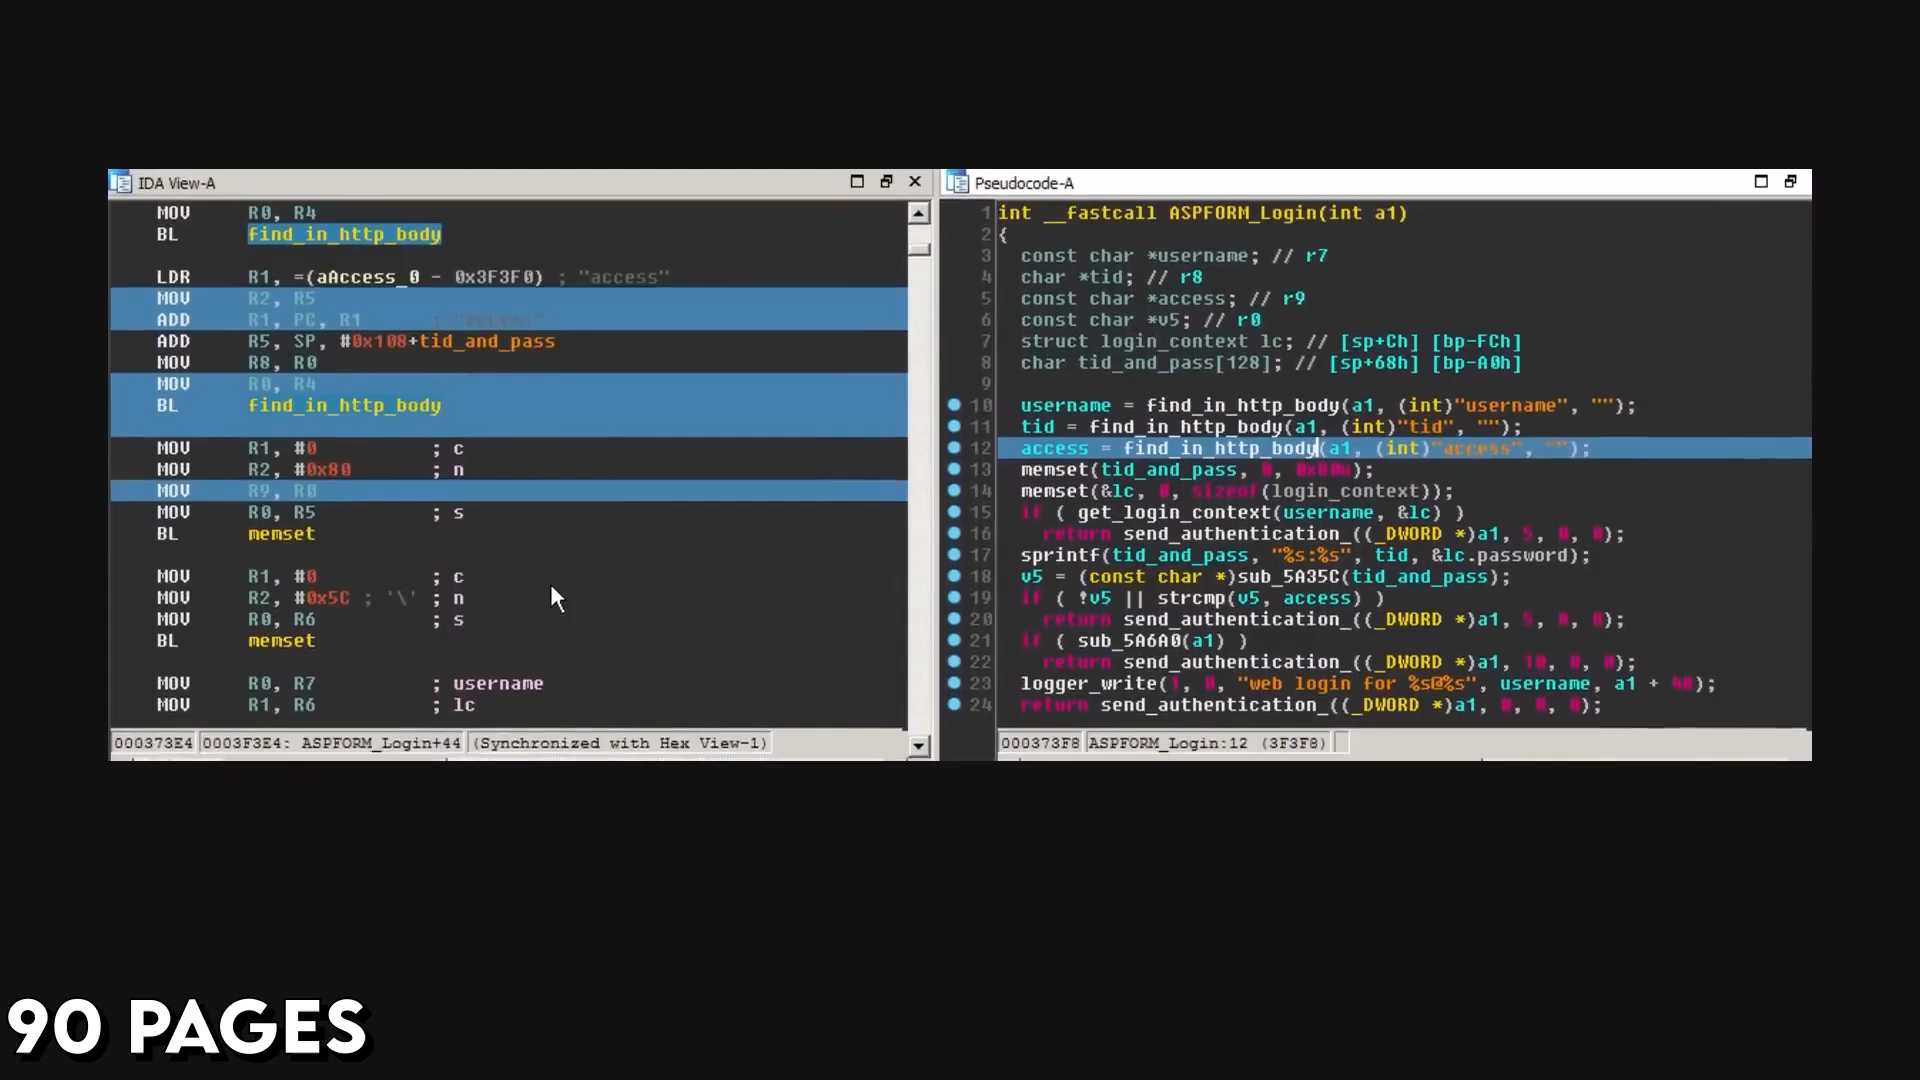 IDA View-A
MOV R0, R4
BL find_in_http_body
LDR R1, =(aAccess_0 - 0x3F3F0) ; "access"
MOV R2, R5
ADD R1, PC, R1 ; "access"
ADD R5, SP, #0x108+tid_and_pass
MOV R8, R0
MOV R0, R4
BL find_in_http_body
MOV R1, #0 ; c
MOV R2, #0x80 ; n
MOV R9, R0
MOV R0, R5 ; s
BL memset
MOV R1, #0 ; c
MOV R2, #0x5C ; '\' ; n
MOV R0, R6 ; s
BL memset
MOV R0, R7 ; username
MOV R1, R6 ; lc
000373E4 0003F3E4: ASPFORM_Login+44 (Synchronized with Hex View-1)
Pseudocode-A
1 int __fastcall ASPFORM_Login(int a1)
2 {
3 const char *username; // r7
4 char *tid; // r8
5 const char *access; // r9
6 const char *v5; // r0
7 struct login_context lc; // [sp+Ch] [bp-FCh]
8 char tid_and_pass[128]; // [sp+68h] [bp-A0h]
9
10 username = find_in_http_body(a1, (int)"username", "");
11 tid = find_in_http_body(a1, (int)"tid", "");
12 access = find_in_http_body(a1, (int)"access", "");
13 memset(tid_and_pass, 0, 0x80u);
14 memset(&lc, 0, sizeof(login_context));
15 if ( get_login_context(username, &lc) )
16 return send_authentication_((_DWORD *)a1, 5, 0, 0);
17 sprintf(tid_and_pass, "%s:%s", tid, &lc.password);
18 v5 = (const char *)sub_5A35C(tid_and_pass);
19 if ( !v5 || strcmp(v5, access) )
20 return send_authentication_((_DWORD *)a1, 5, 0, 0);
21 if ( sub_5A6A0(a1) )
22 return send_authentication_((_DWORD *)a1, 10, 0, 0);
23 logger_write(1, 0, "web login for %s@%s", username, a1 + 48);
24 return send_authentication_((_DWORD *)a1, 0, 0, 0);
000373F8 ASPFORM_Login:12 (3F3F8)
90 PAGES